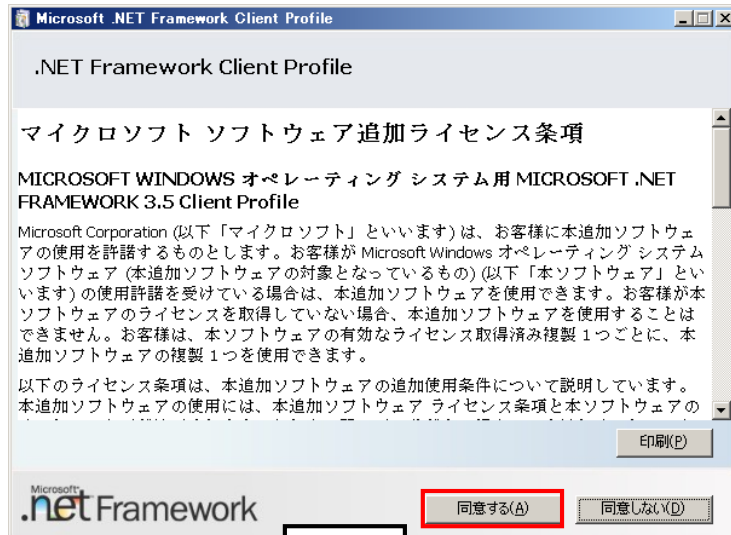 Microsoft .NET Framework Client Profile
.NET Framework Client Profile
マイクロソフト ソフトウェア追加ライセンス条項
MICROSOFT WINDOWS オペレーティング システム用 MICROSOFT .NET
FRAMEWORK 3.5 Client Profile
Microsoft Corporation (以下「マイクロソフト」といいます) は、お客様に本追加ソフトウェ
アの使用を許諾するものとします。お客様が Microsoft Windows オペレーティング システム
ソフトウェア (本追加ソフトウェアの対象となっているもの) (以下「本ソフトウェア」とい
います) の使用許諾を受けている場合は、本追加ソフトウェアを使用できます。お客様が本
ソフトウェアのライセンスを取得していない場合、本追加ソフトウェアを使用することは
できません。お客様は、本ソフトウェアの有効なライセンス取得済み複製 1 つごとに、本
追加ソフトウェアの複製 1 つを使用できます。
以下のライセンス条項は、本追加ソフトウェアの追加使用条件について説明しています。
本追加ソフトウェアの使用には、本追加ソフトウェア ライセンス条項と本ソフトウェアの
印刷(P)
Microsoft
.net Framework
同意する(A)
同意しない(D)